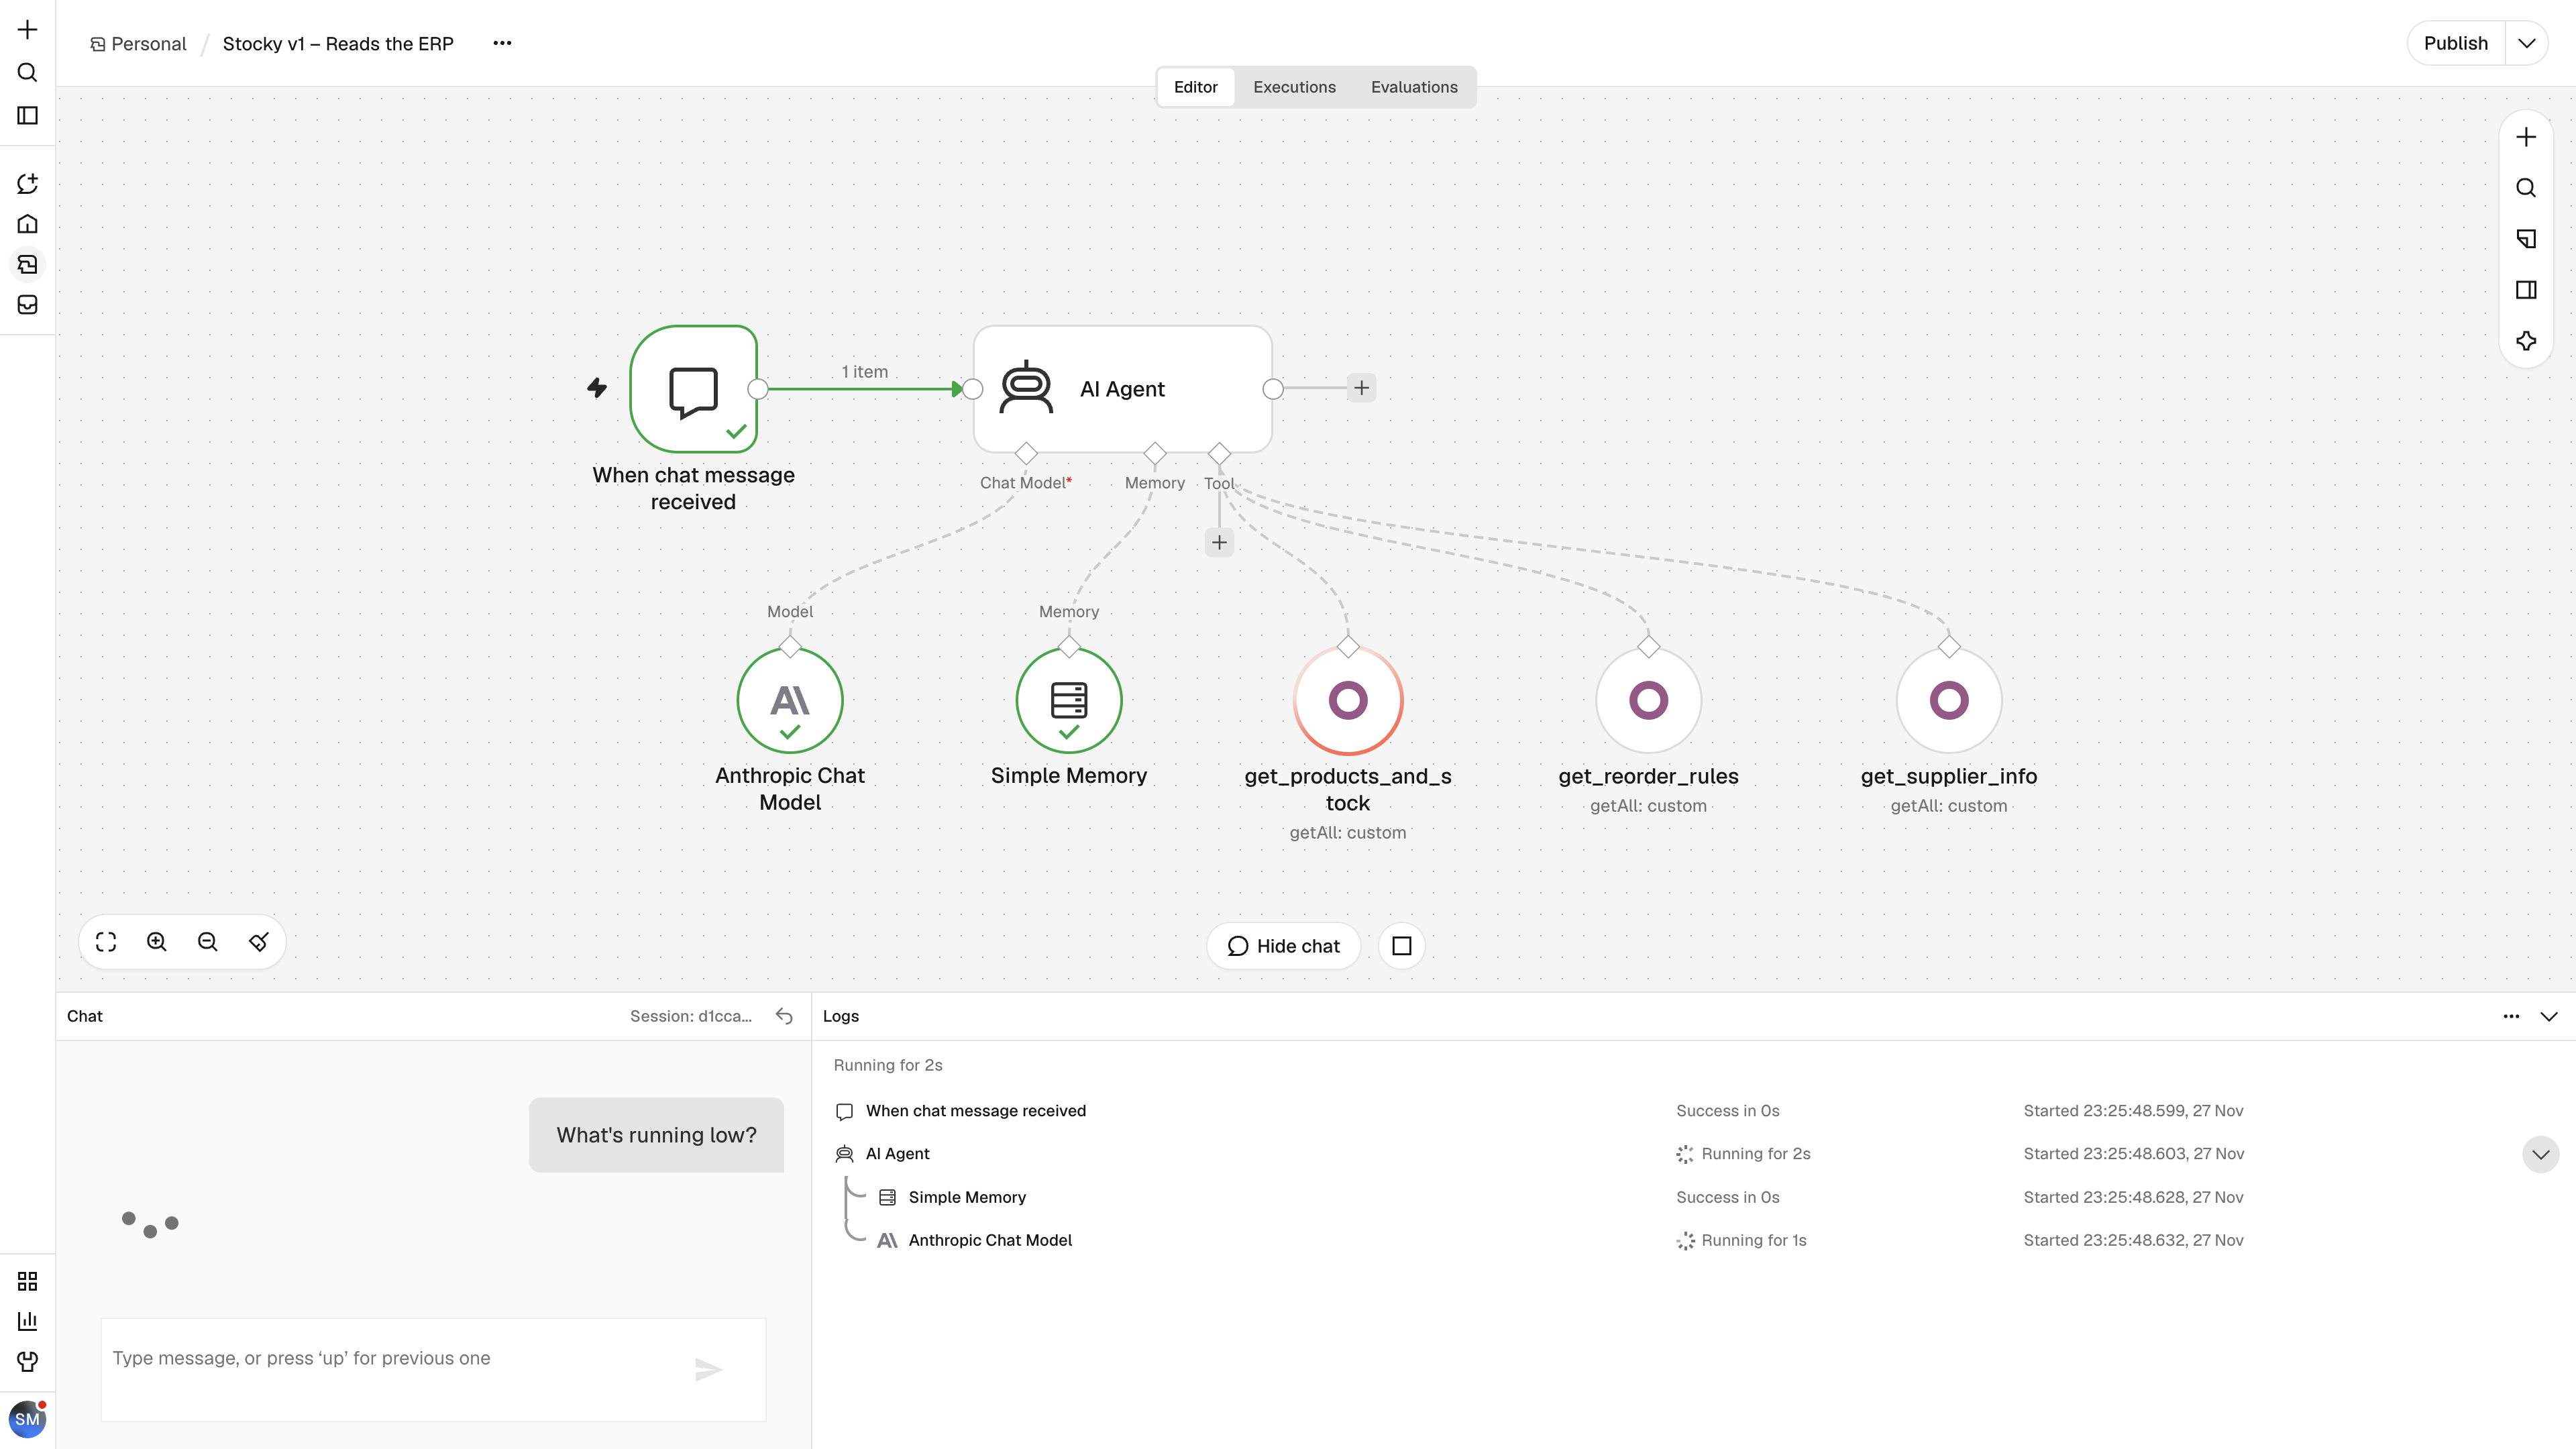 Personal / Stocky v1 – Reads the ERP
Publish
Editor Executions Evaluations
1 item
AI Agent
When chat message
received
Chat Model* Memory Tool
Model Memory
Anthropic Chat
Model
Simple Memory
get_products_and_s
tock
getAll: custom
get_reorder_rules
getAll: custom
get_supplier_info
getAll: custom
Hide chat
Chat Session: d1cca...
What's running low?
Type message, or press ‘up’ for previous one
SM
Logs
Running for 2s
When chat message received Success in 0s Started 23:25:48.599, 27 Nov
AI Agent Running for 2s Started 23:25:48.603, 27 Nov
Simple Memory Success in 0s Started 23:25:48.628, 27 Nov
Anthropic Chat Model Running for 1s Started 23:25:48.632, 27 Nov